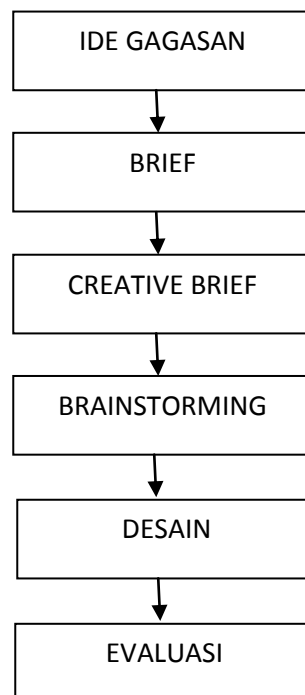 IDE GAGASAN
BRIEF
CREATIVE BRIEF
BRAINSTORMING
DESAIN
EVALUASI